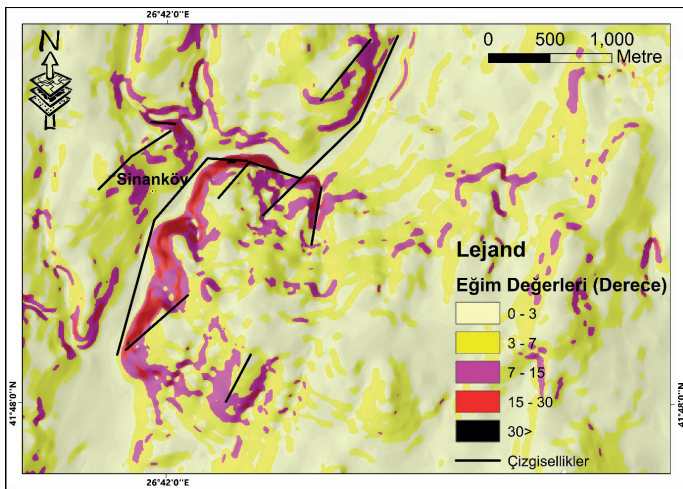 26°42'0"E
N
0 500 1,000
Metre
Sinanköy
Lejand
Eğim Değerleri (Derece)
0 - 3
3 - 7
7 - 15
15 - 30
30>
Çizgisellikler
41°48'0"N
41°48'0"N
26°42'0"E